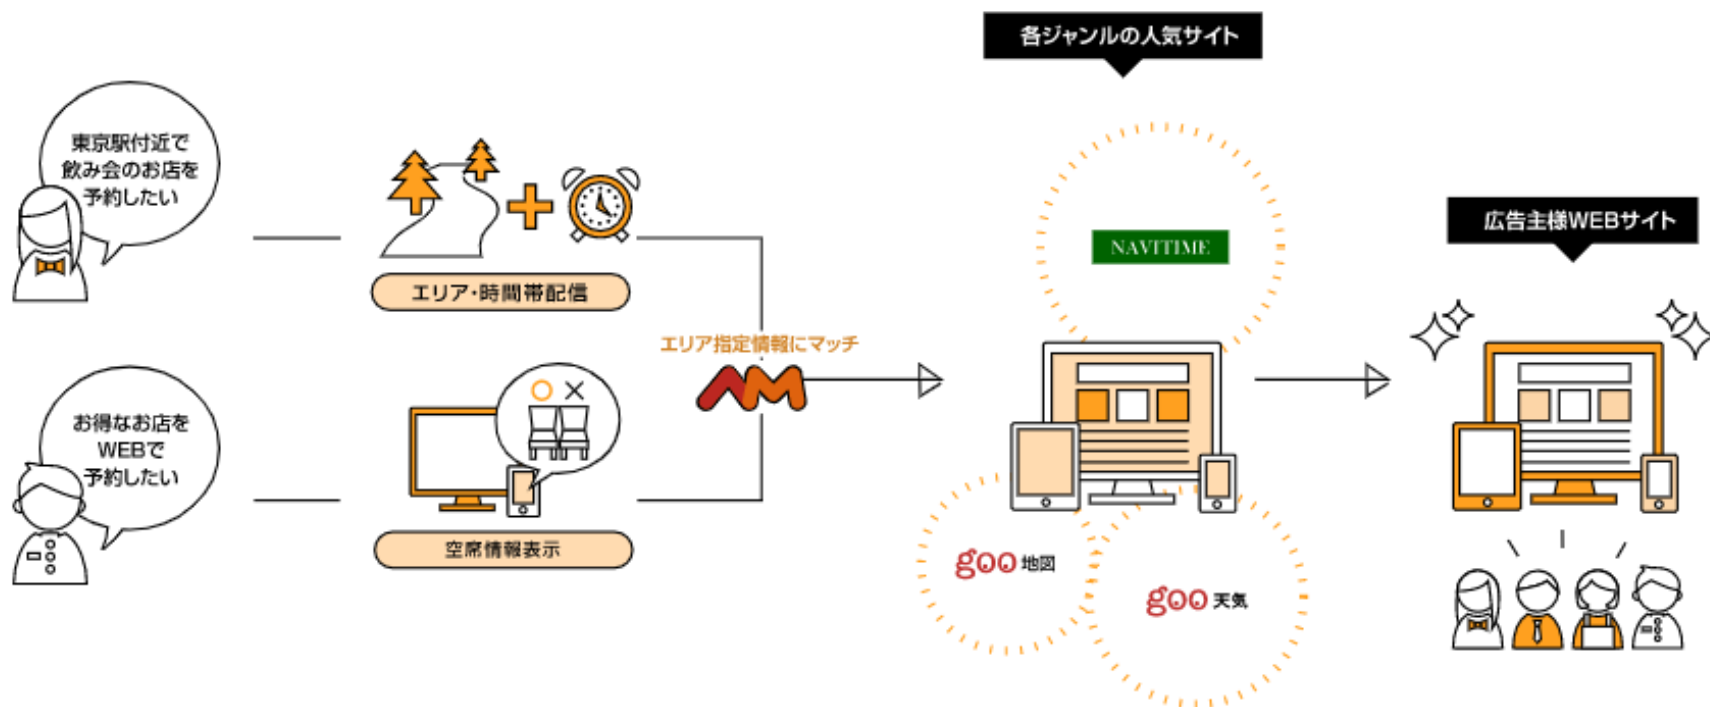 各ジャンルの人気サイト
東京駅付近で
飲み会のお店を
予約したい
エリア・時間帯配信
エリア指定情報にマッチ
AM
お得なお店を
WEBで
予約したい
空席情報表示
NAVITIME
goo 地図
goo 天気
広告主様WEBサイト